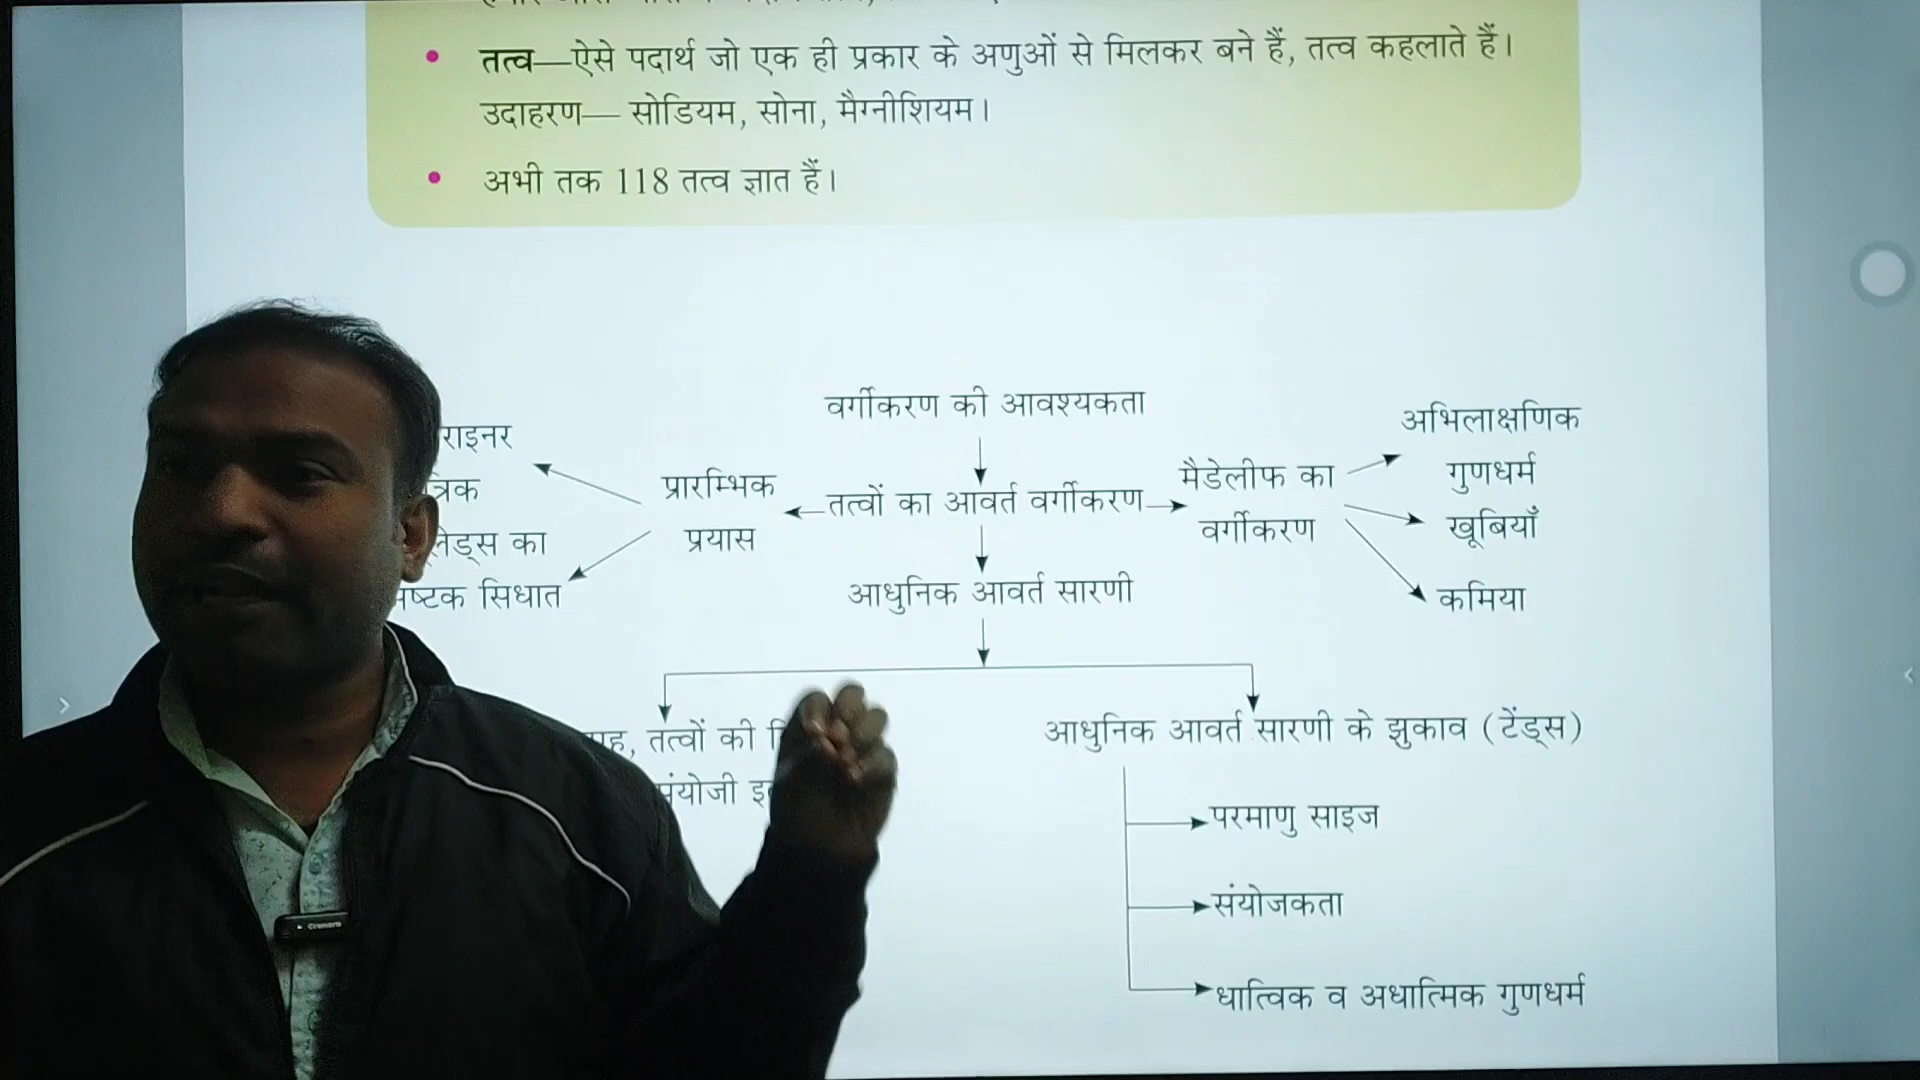 तत्व—ऐसे पदार्थ जो एक ही प्रकार के अणुओं से मिलकर बने हैं, तत्व कहलाते हैं।
उदाहरण— सोडियम, सोना, मैग्नीशियम।
अभी तक 118 तत्व ज्ञात हैं।
वर्गीकरण की आवश्यकता
राइनर
त्रिक
प्रारम्भिक
प्रयास
तत्वों का आवर्त वर्गीकरण
मैडेलीफ का
वर्गीकरण
अभिलाक्षणिक
गुणधर्म
खूबियाँ
कमिया
का
सिधात
आधुनिक आवर्त सारणी
तत्वों की
आधुनिक आवर्त सारणी के झुकाव (टेंड्स)
परमाणु साइज
संयोजकता
धात्विक व अधात्मिक गुणधर्म